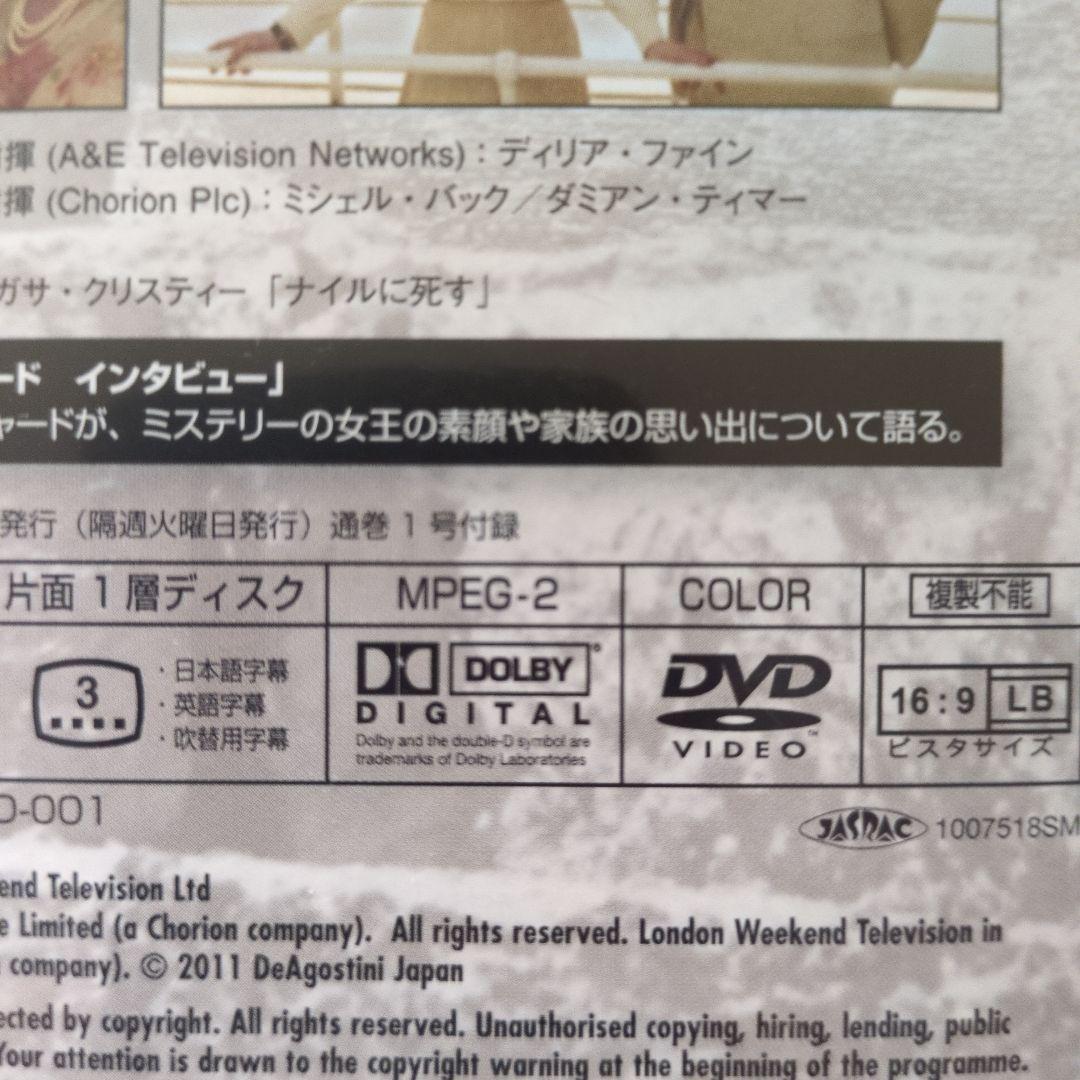 揮 (A&E Television Networks)：ディリア・ファイン
揮 (Chorion Plc)：ミシェル・バック／ダミアン・ティマー
ガサ・クリスティー「ナイルに死す」
ード　インタビュー」
ャードが、ミステリーの女王の素顔や家族の思い出について語る。
発行（隔週火曜日発行）通巻 1 号付録
片面 1 層ディスク
MPEG-2
COLOR
複製不能
3
・日本語字幕
・英語字幕
・吹替用字幕
DOLBY
DIGITAL
Dolby and the double-D symbol are
trademarks of Dolby Laboratories
DVD
VIDEO
™
16:9 LB
ビスタサイズ
D-001
JASRAC 1007518SM
end Television Ltd
e Limited (a Chorion company). All rights reserved. London Weekend Television in
company). © 2011 DeAgostini Japan
ected by copyright. All rights reserved. Unauthorised copying, hiring, lending, public
Your attention is drawn to the copyright warning at the beginning of the programme.